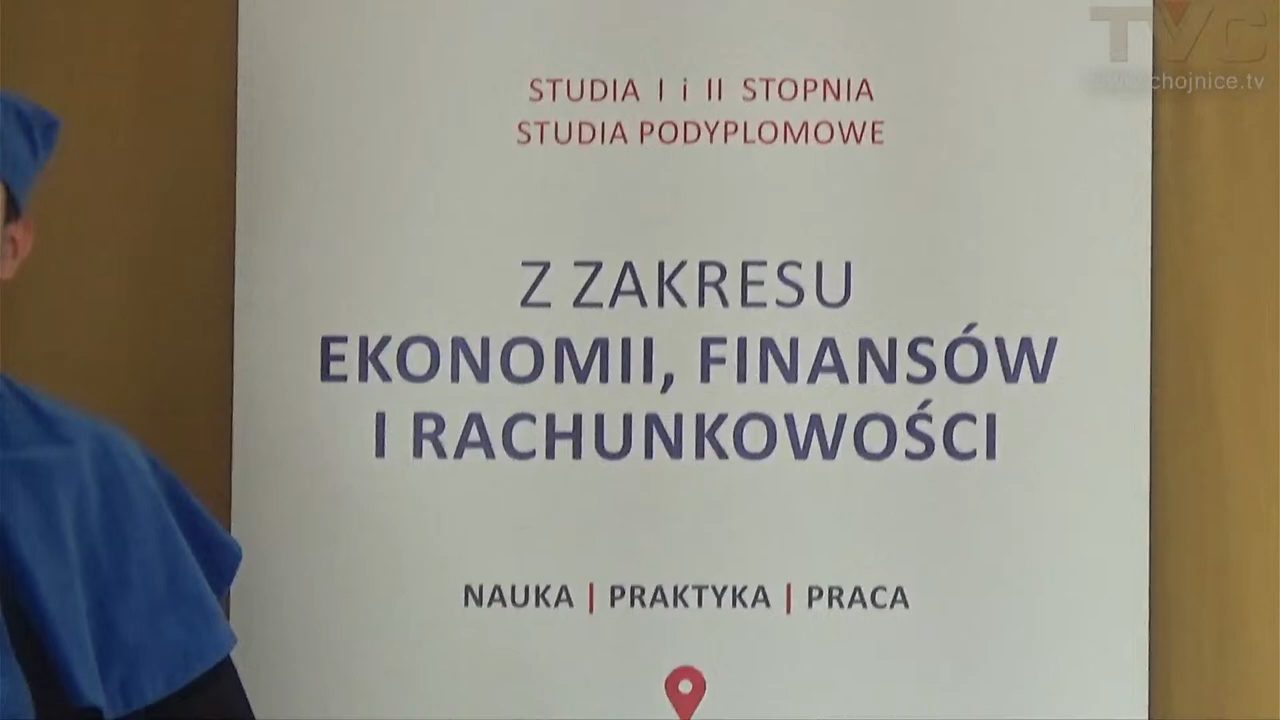 TVC
www.chojnice.tv
STUDIA I i II STOPNIA
STUDIA PODYPLOMOWE
Z ZAKRESU
EKONOMII, FINANSÓW
I RACHUNKOWOŚCI
NAUKA | PRAKTYKA | PRACA